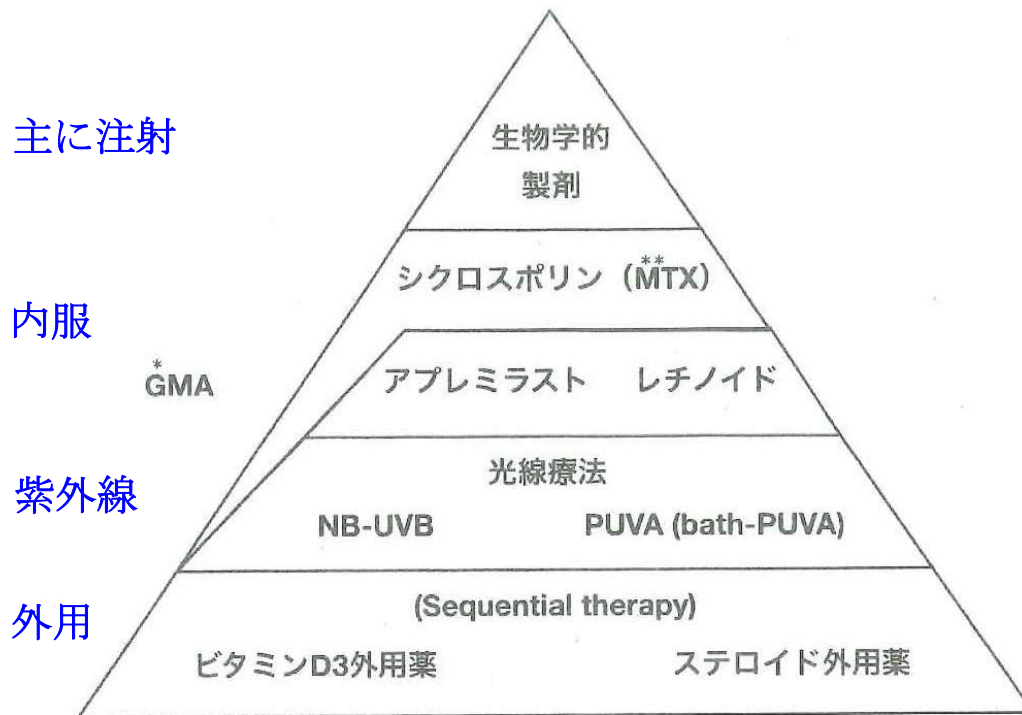 主に注射
生物学的
製剤
シクロスポリン（MTX）
**
内服
*
GMA
アプレミラスト　レチノイド
光線療法
紫外線
NB-UVB　PUVA (bath-PUVA)
外用
(Sequential therapy)
ビタミンD3外用薬　ステロイド外用薬